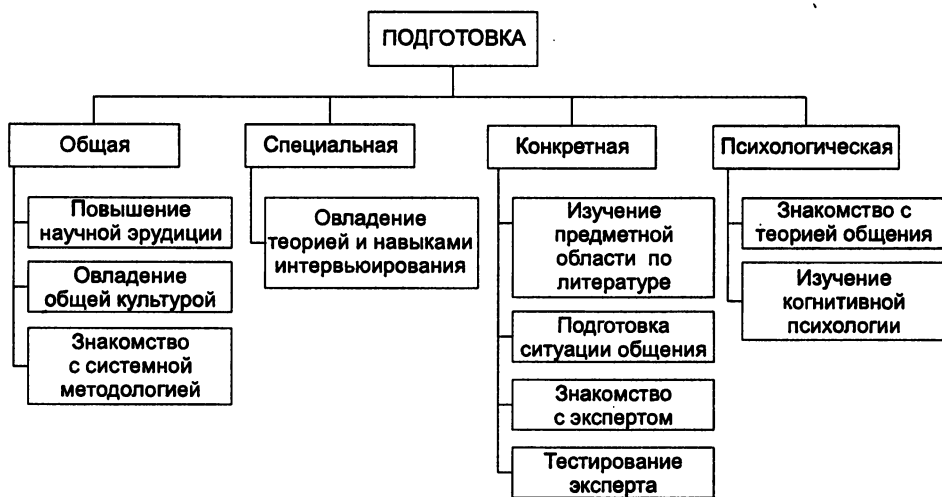 ПОДГОТОВКА
Общая
Повышение
научной эрудиции
Овладение
общей культурой
Знакомство
с системной
методологией
Специальная
Овладение
теорией и навыками
интервьюирования
Конкретная
Изучение
предметной
области по
литературе
Подготовка
ситуации общения
Знакомство
с экспертом
Тестирование
эксперта
Психологическая
Знакомство с
теорией общения
Изучение
когнитивной
психологии